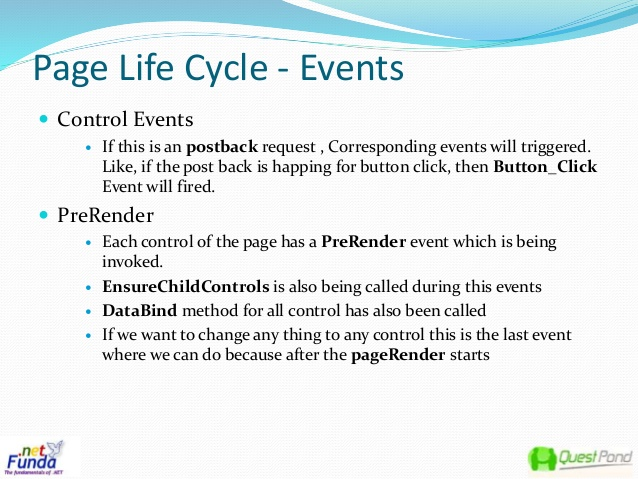 Page Life Cycle - Events
Control Events
If this is an postback request , Corresponding events will triggered.
Like, if the post back is happing for button click, then Button_Click
Event will fired.
PreRender
Each control of the page has a PreRender event which is being
invoked.
EnsureChildControls is also being called during this events
DataBind method for all control has also been called
If we want to change any thing to any control this is the last event
where we can do because after the pageRender starts
.net
Funda
The fundamentals of .NET
QuestPond